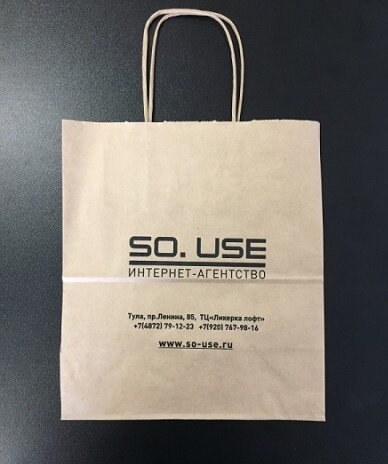 SO. USE
ИНТЕРНЕТ-АГЕНТСТВО
Тула, пр.Ленина, 85, ТЦ«Ликерка лофт»
+7(4872) 79-12-23 +7(920) 767-98-16
www.so-use.ru